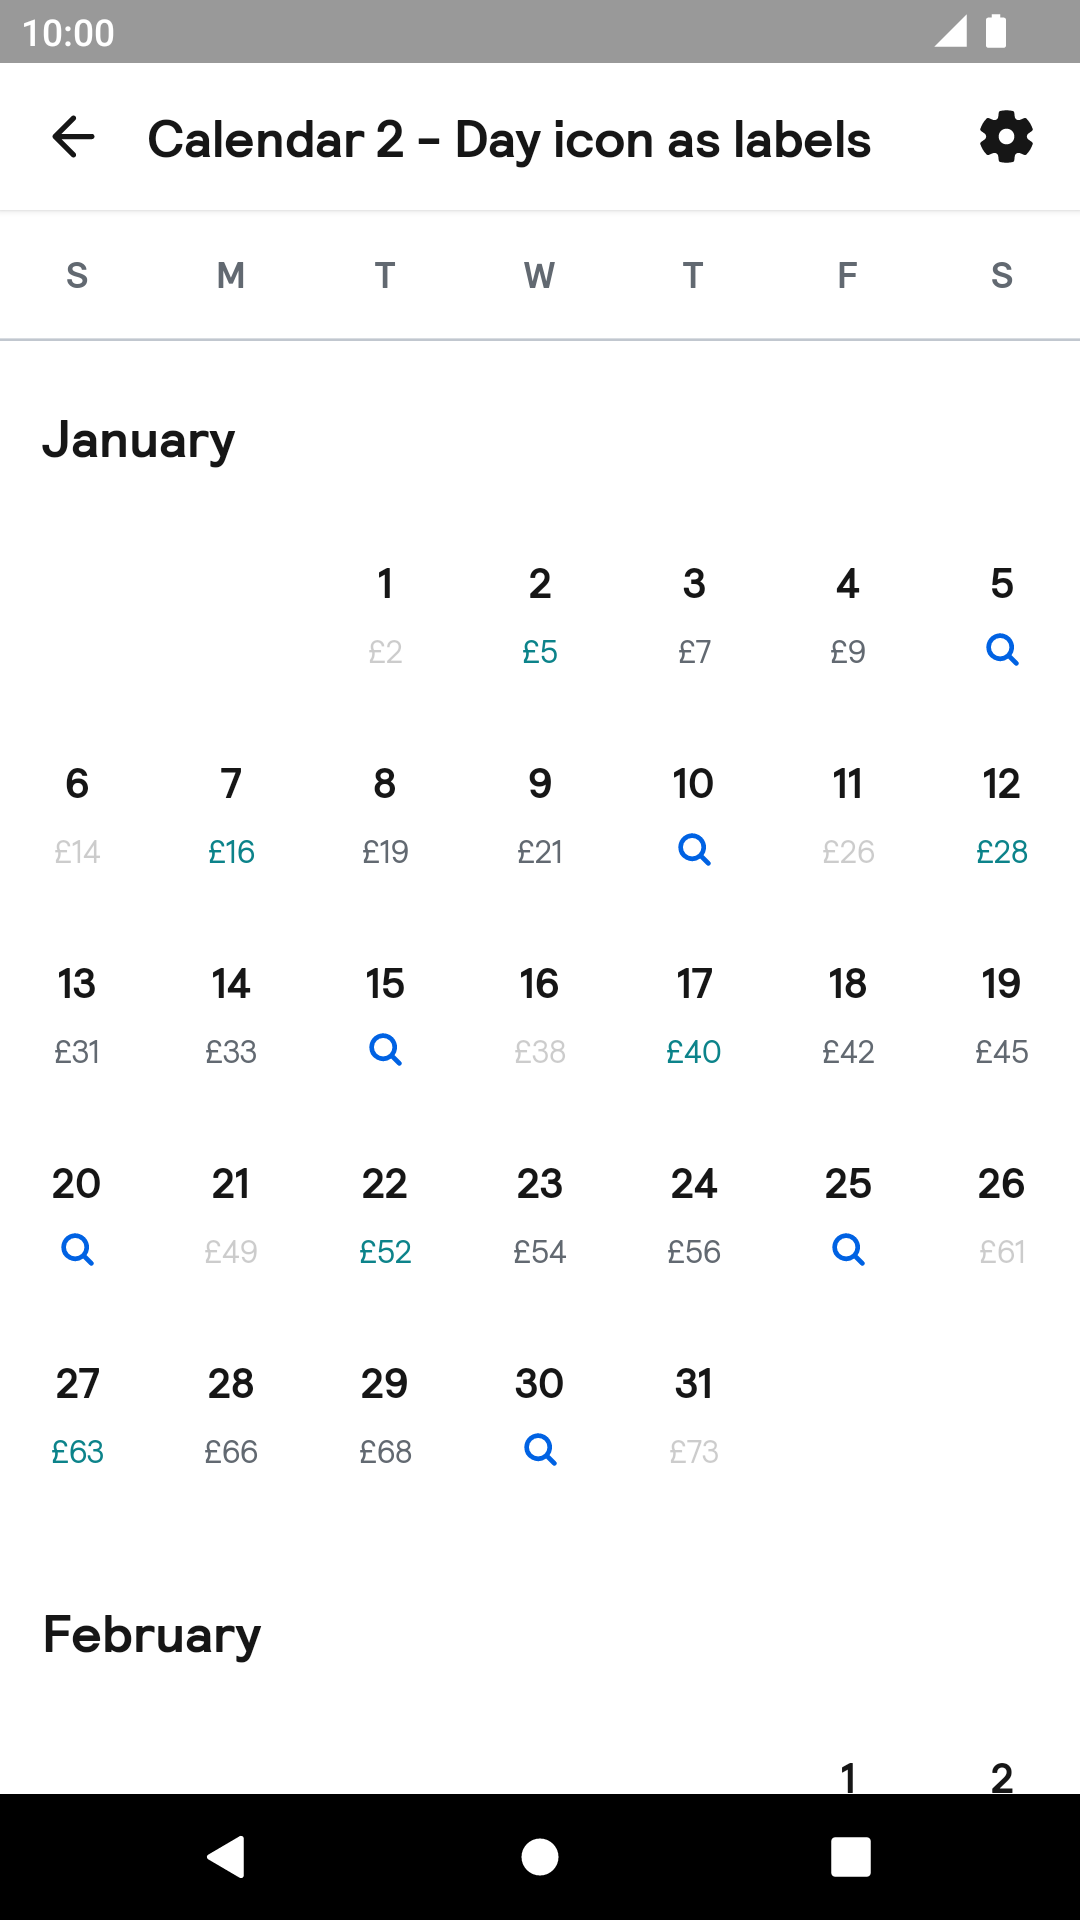 10:00
Calendar 2 – Day icon as labels
S M T W T F S
January
1 2 3 4 5
£2 £5 £7 £9
6 7 8 9 10 11 12
£14 £16 £19 £21 £26 £28
13 14 15 16 17 18 19
£31 £33 £38 £40 £42 £45
20 21 22 23 24 25 26
£49 £52 £54 £56 £61
27 28 29 30 31
£63 £66 £68 £73
February
1 2